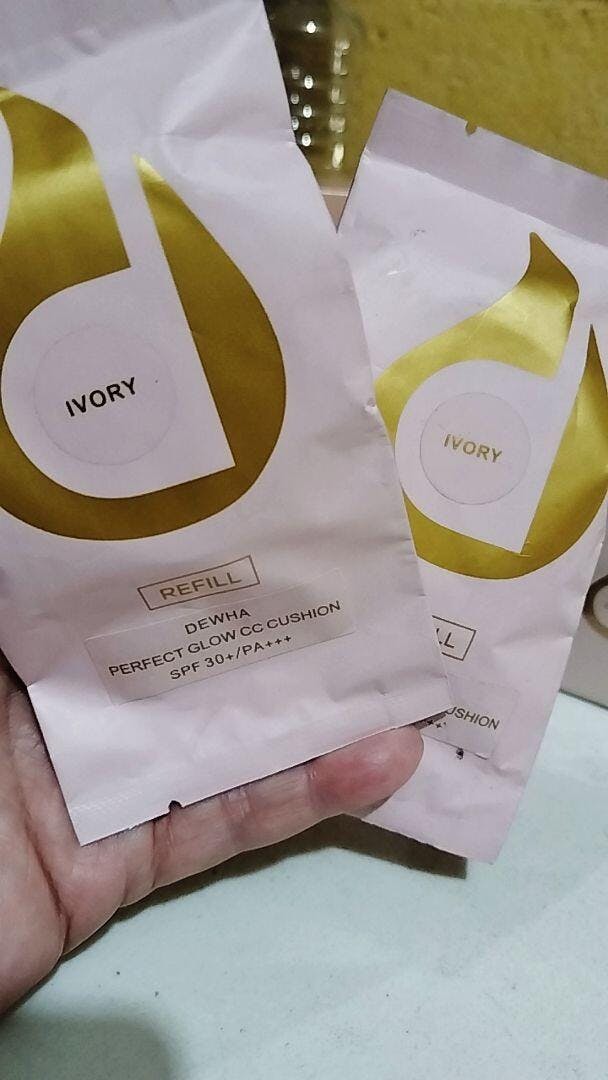 IVORY
REFILL
DEWHA
PERFECT GLOW CC CUSHION
SPF 30+/PA+++
IVORY
LL
USHION